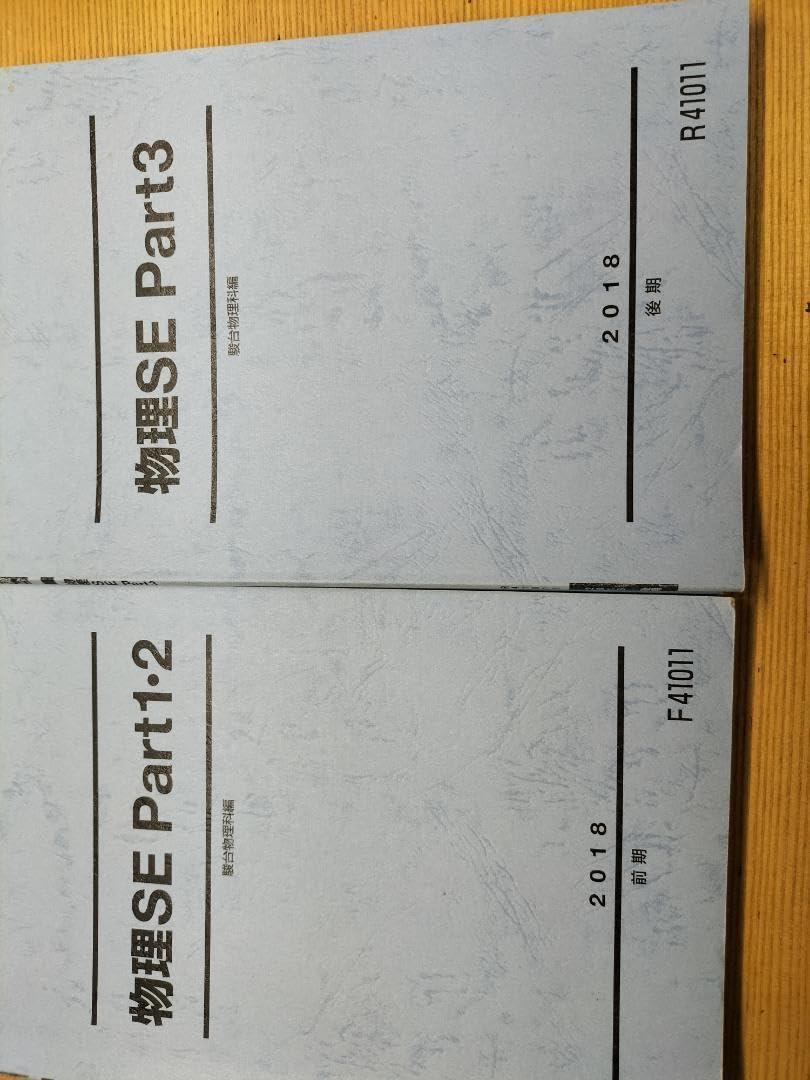 物理SE Part3
駿台物理科編
2018
後期
R41011
物理SE Part1・2
駿台物理科編
2018
前期
F41011